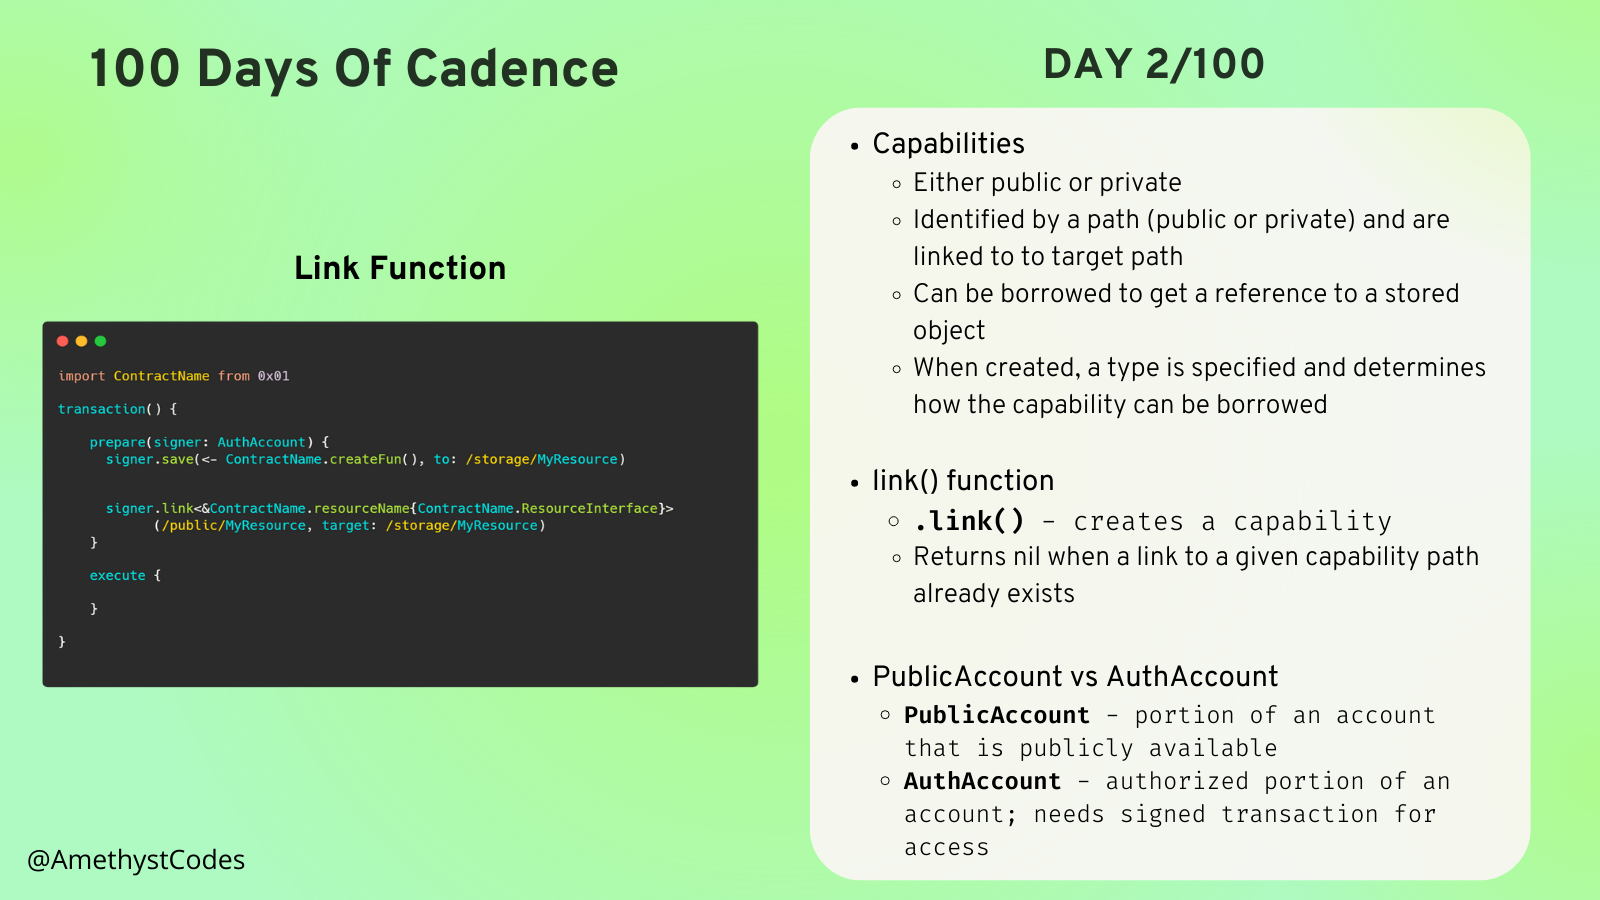 100 Days Of Cadence
DAY 2/100
Link Function
import ContractName from 0x01
transaction() {
prepare(signer: AuthAccount) {
signer.save(<- ContractName.createFun(), to: /storage/MyResource)
signer.link<&ContractName.resourceName{ContractName.ResourceInterface}>
(/public/MyResource, target: /storage/MyResource)
}
execute {
}
}
@AmethystCodes
• Capabilities
◦ Either public or private
◦ Identified by a path (public or private) and are
linked to to target path
◦ Can be borrowed to get a reference to a stored
object
◦ When created, a type is specified and determines
how the capability can be borrowed
• link() function
◦ .link() - creates a capability
◦ Returns nil when a link to a given capability path
already exists
• PublicAccount vs AuthAccount
◦ PublicAccount - portion of an account
that is publicly available
◦ AuthAccount - authorized portion of an
account; needs signed transaction for
access